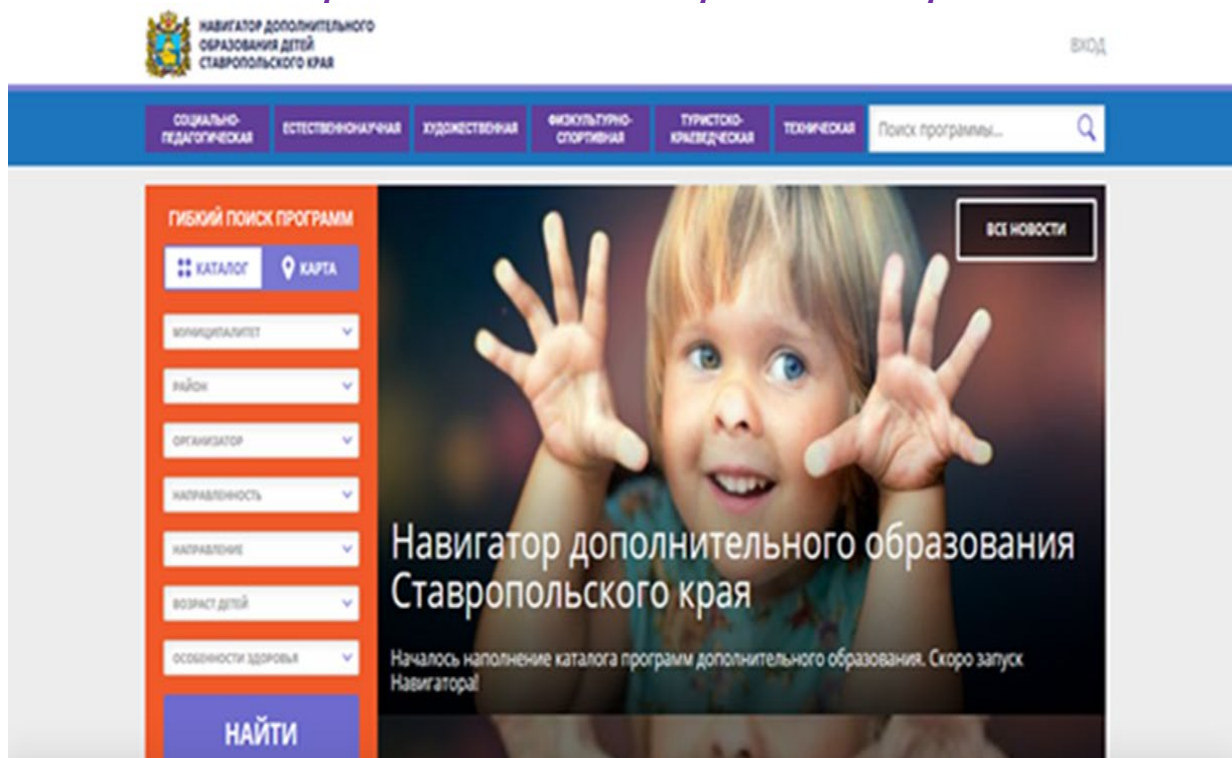 НАВИГАТОР ДОПОЛНИТЕЛЬНОГО
ОБРАЗОВАНИЯ ДЕТЕЙ
СТАВРОПОЛЬСКОГО КРАЯ
ВХОД
СОЦИАЛЬНО-
ПЕДАГОГИЧЕСКАЯ
ЕСТЕСТВЕННОНАУЧНАЯ
ХУДОЖЕСТВЕННАЯ
ФИЗКУЛЬТУРНО-
СПОРТИВНАЯ
ТУРИСТСКО-
КРАЕВЕДЧЕСКАЯ
ТЕХНИЧЕСКАЯ
Поиск программы...
ГИБКИЙ ПОИСК ПРОГРАММ
КАТАЛОГ
КАРТА
МУНИЦИПАЛИТЕТ
РАЙОН
ОРГАНИЗАТОР
НАПРАВЛЕННОСТЬ
НАПРАВЛЕНИЕ
ВОЗРАСТ ДЕТЕЙ
ОСОБЕННОСТИ ЗДОРОВЬЯ
НАЙТИ
ВСЕ НОВОСТИ
Навигатор дополнительного образования
Ставропольского края
Началось наполнение каталога программ дополнительного образования. Скоро запуск
Навигатора!